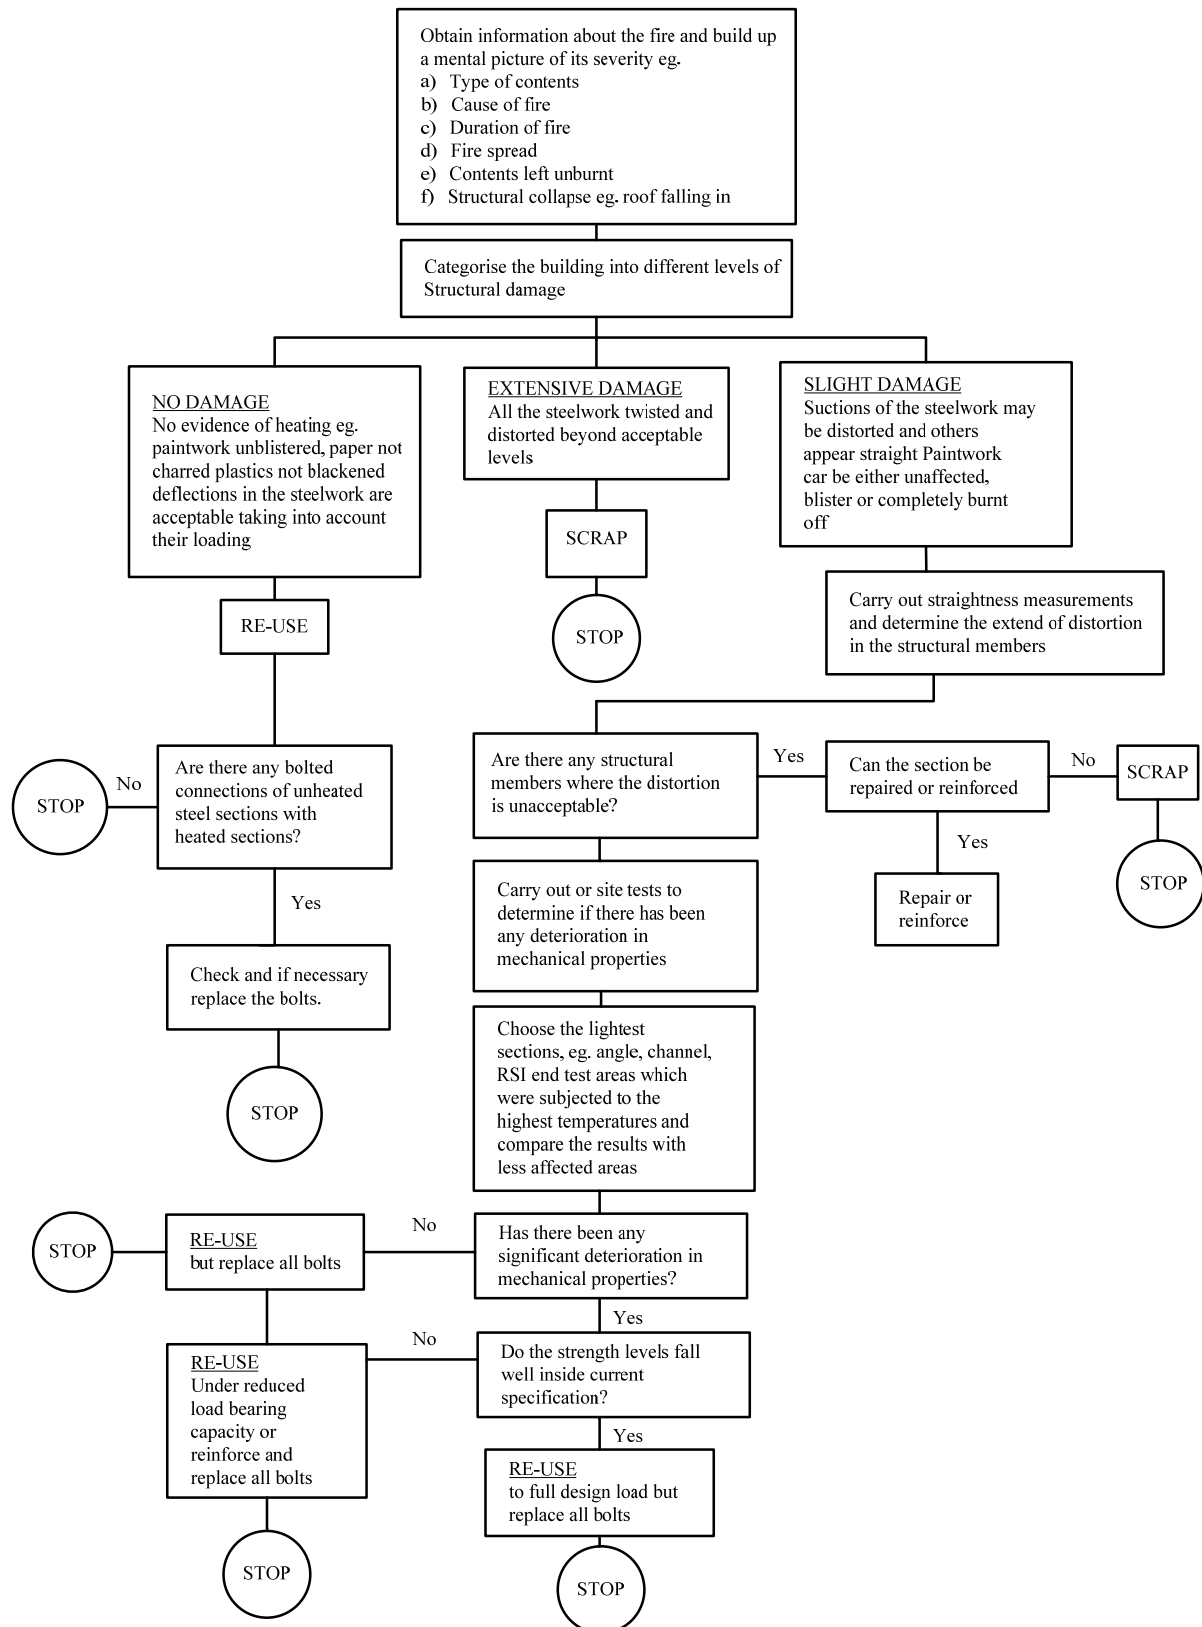 Obtain information about the fire and build up
a mental picture of its severity eg.
a) Type of contents
b) Cause of fire
c) Duration of fire
d) Fire spread
e) Contents left unburnt
f) Structural collapse eg. roof falling in
Categorise the building into different levels of
Structural damage
NO DAMAGE
No evidence of heating eg.
paintwork unblistered, paper not
charred plastics not blackened
deflections in the steelwork are
acceptable taking into account
their loading
EXTENSIVE DAMAGE
All the steelwork twisted and
distorted beyond acceptable
levels
SLIGHT DAMAGE
Suctions of the steelwork may
be distorted and others
appear straight Paintwork
car be either unaffected,
blister or completely burnt
off
SCRAP
STOP
RE-USE
Carry out straightness measurements
and determine the extend of distortion
in the structural members
STOP
No
Are there any bolted
connections of unheated
steel sections with
heated sections?
Yes
Check and if necessary
replace the bolts.
STOP
Are there any structural
members where the distortion
is unacceptable?
Yes
Can the section be
repaired or reinforced
No
SCRAP
STOP
Yes
Repair or
reinforce
Carry out or site tests to
determine if there has been
any deterioration in
mechanical properties
Choose the lightest
sections, eg. angle, channel,
RSI end test areas which
were subjected to the
highest temperatures and
compare the results with
less affected areas
Has there been any
significant deterioration in
mechanical properties?
No
RE-USE
but replace all bolts
STOP
Yes
Do the strength levels fall
well inside current
specification?
No
RE-USE
Under reduced
load bearing
capacity or
reinforce and
replace all bolts
STOP
Yes
RE-USE
to full design load but
replace all bolts
STOP